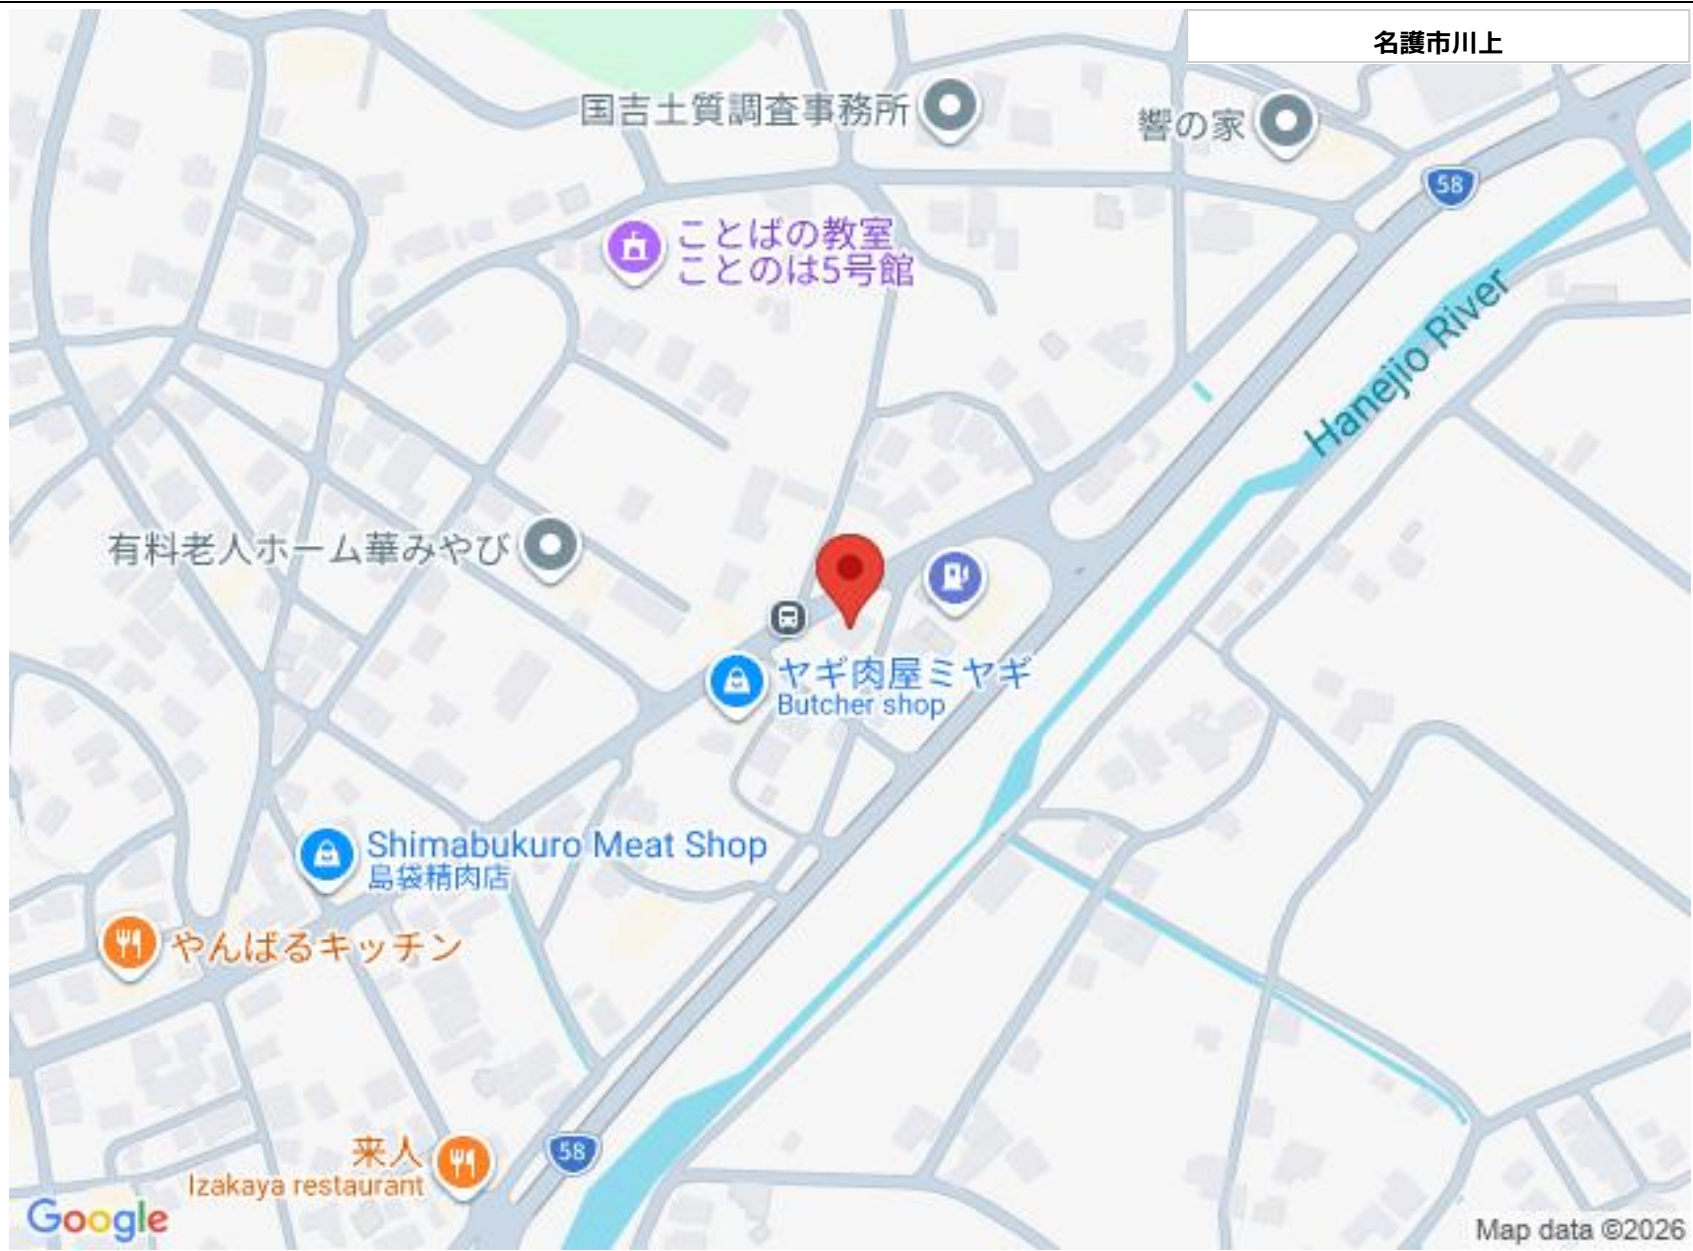 名護市川上
国吉土質調査事務所
響の家
58
ことばの教室
ことのは5号館
Hanejio River
有料老人ホーム華みやび
ヤギ肉屋ミヤギ
Butcher shop
Shimabukuro Meat Shop
島袋精肉店
やんばるキッチン
来人
Izakaya restaurant
58
Google
Map data ©2026